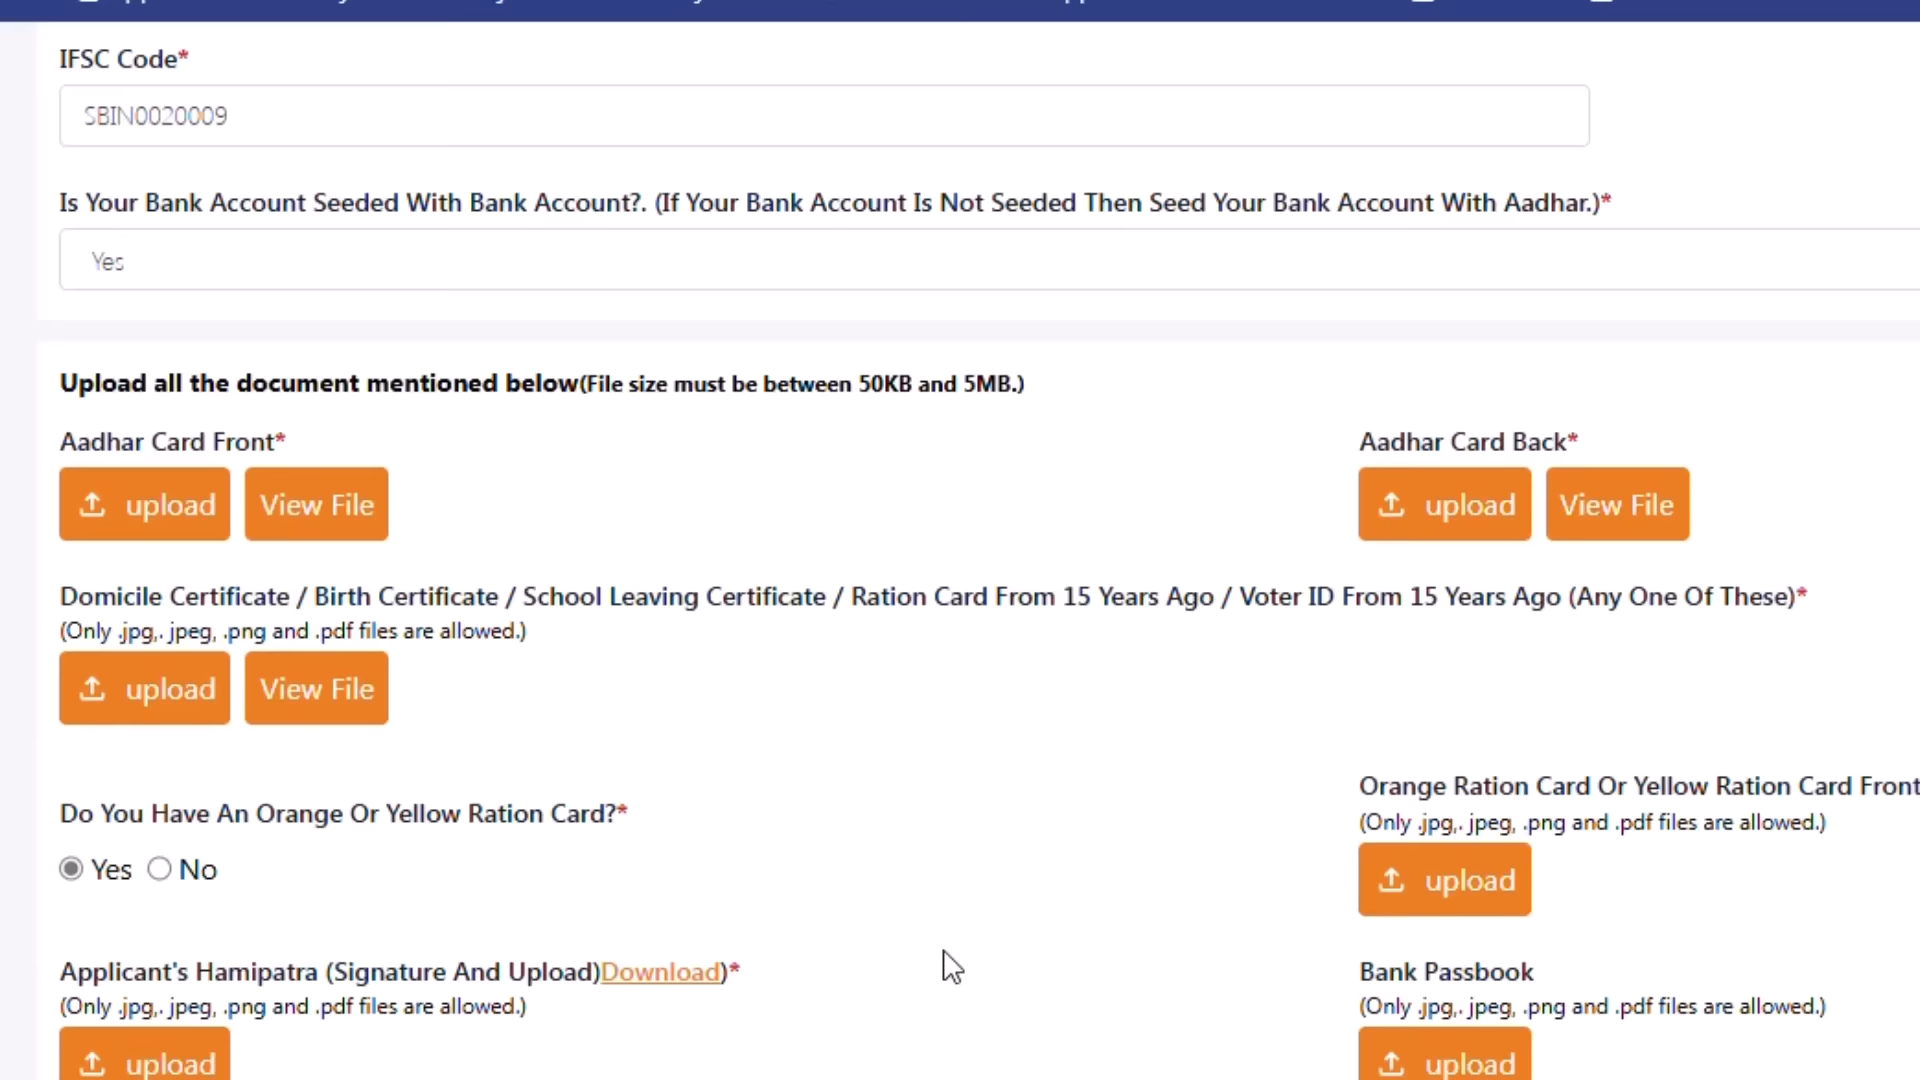 IFSC Code*
SBIN0020009
Is Your Bank Account Seeded With Bank Account?. (If Your Bank Account Is Not Seeded Then Seed Your Bank Account With Aadhar.)*
Yes
Upload all the document mentioned below(File size must be between 50KB and 5MB.)
Aadhar Card Front*
Aadhar Card Back*
upload View File
upload View File
Domicile Certificate / Birth Certificate / School Leaving Certificate / Ration Card From 15 Years Ago / Voter ID From 15 Years Ago (Any One Of These)*
(Only .jpg,. jpeg, .png and .pdf files are allowed.)
upload View File
Do You Have An Orange Or Yellow Ration Card?*
Yes No
Orange Ration Card Or Yellow Ration Card Front
(Only .jpg,. jpeg, .png and .pdf files are allowed.)
upload
Applicant's Hamipatra (Signature And Upload)Download)*
(Only .jpg,. jpeg, .png and .pdf files are allowed.)
upload
Bank Passbook
(Only .jpg,. jpeg, .png and .pdf files are allowed.)
upload